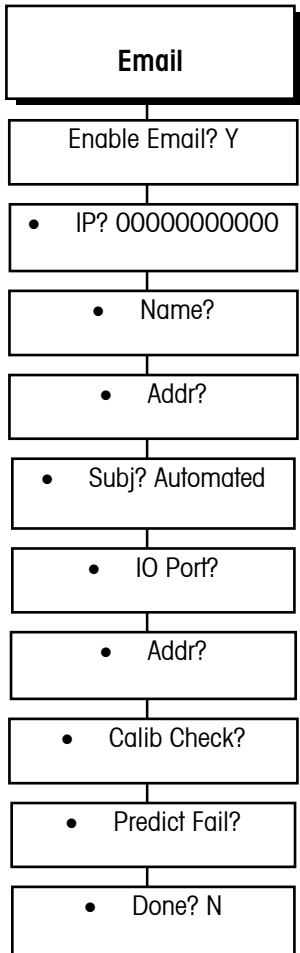 Email
Enable Email? Y
• IP? 00000000000
• Name?
• Addr?
• Subj? Automated
• IO Port?
• Addr?
• Calib Check?
• Predict Fail?
• Done? N